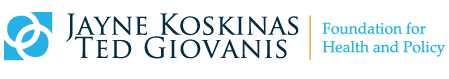 JAYNE KOSKINAS
TED GIOVANIS
Foundation for
Health and Policy